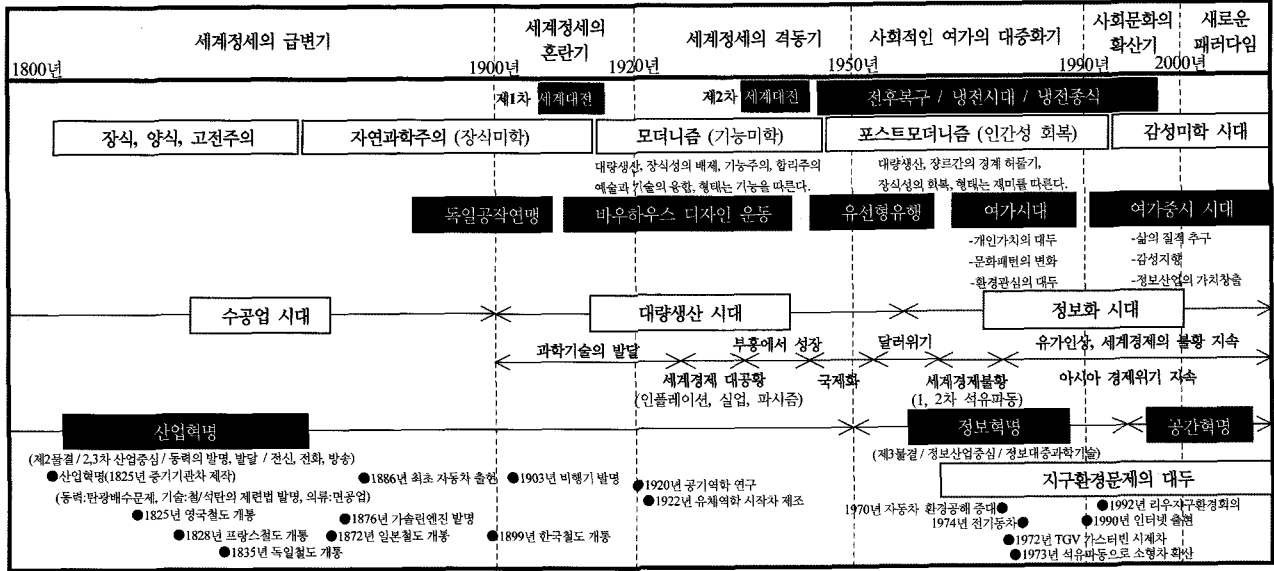 세계정세의 급변기
세계정세의
혼란기
세계정세의 격동기
사회적인 여가의 대중화기
사회문화의
확산기
새로운
패러다임
1800년
1900년
1920년
1950년
1990년
2000년
제1차 세계대전
제2차 세계대전
전후복구 / 냉전시대 / 냉전종식
장식, 양식, 고전주의
자연과학주의 (장식미학)
모더니즘 (기능미학)
포스트모더니즘 (인간성 회복)
감성미학 시대
대량생산, 장식성의 배제, 기능주의, 합리주의
예술과 기술의 융합, 형태는 기능을 따른다.
대량생산, 장르간의 경계 허물기,
장식성의 회복, 형태는 재미를 따른다.
독일공작연맹
바우하우스 디자인 운동
유선형유행
여가시대
여가중시 시대
-개인가치의 대두
-문화패턴의 변화
-환경관심의 대두
-삶의 질적 추구
-감성지향
-정보산업의 가치창출
수공업 시대
대량생산 시대
정보화 시대
과학기술의 발달
부흥에서 성장
달러위기
유가인상, 세계경제의 불황 지속
세계경제 대공황
(인플레이션, 실업, 파시즘)
국제화
세계경제불황
(1, 2차 석유파동)
아시아 경제위기 지속
산업혁명
정보혁명
공간혁명
(제2물결 / 2,3차 산업중심 / 동력의 발명, 발달 / 전신, 전화, 방송)
(제3물결 / 정보산업중심 / 정보대중과학기술)
지구환경문제의 대두
●산업혁명(1825년 증기기관차 제작)
●1886년 최초 자동차 출현
●1903년 비행기 발명
●1920년 공기역학 연구
(동력:탄광배수문제, 기술:철/석탄의 제련법 발명, 의류:면공업)
●1922년 유체역학 시작차 제조
1970년 자동차 환경공해 증대●
●1992년 리우지구환경회의
●1825년 영국철도 개통
●1876년 가솔린엔진 발명
1974년 전기동차●
●1990년 인터넷 출현
●1828년 프랑스철도 개통
●1872년 일본철도 개통
●1899년 한국철도 개통
●1972년 TGV 가스터빈 시제차
●1835년 독일철도 개통
●1973년 석유파동으로 소형차 확산